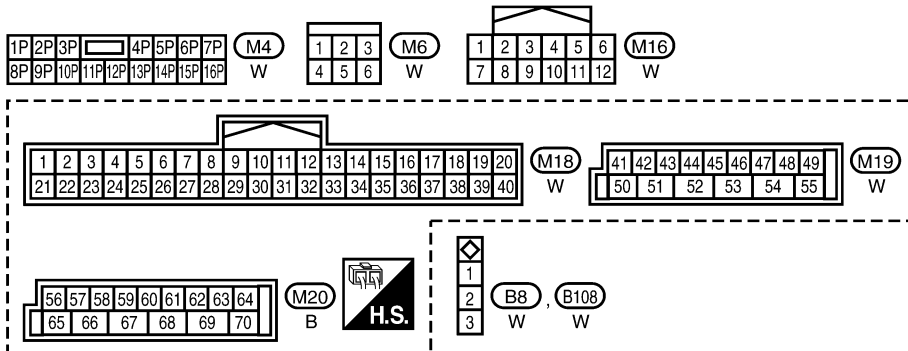 1P 2P 3P 4P 5P 6P 7P
8P 9P 10P 11P 12P 13P 14P 15P 16P
M4
W
1 2 3
4 5 6
M6
W
1 2 3 4 5 6
7 8 9 10 11 12
M16
W
1 2 3 4 5 6 7 8 9 10 11 12 13 14 15 16 17 18 19 20
21 22 23 24 25 26 27 28 29 30 31 32 33 34 35 36 37 38 39 40
M18
W
41 42 43 44 45 46 47 48 49
50 51 52 53 54 55
M19
W
56 57 58 59 60 61 62 63 64
65 66 67 68 69 70
M20
B
H.S.
1
2
3
B8 , B108
W W